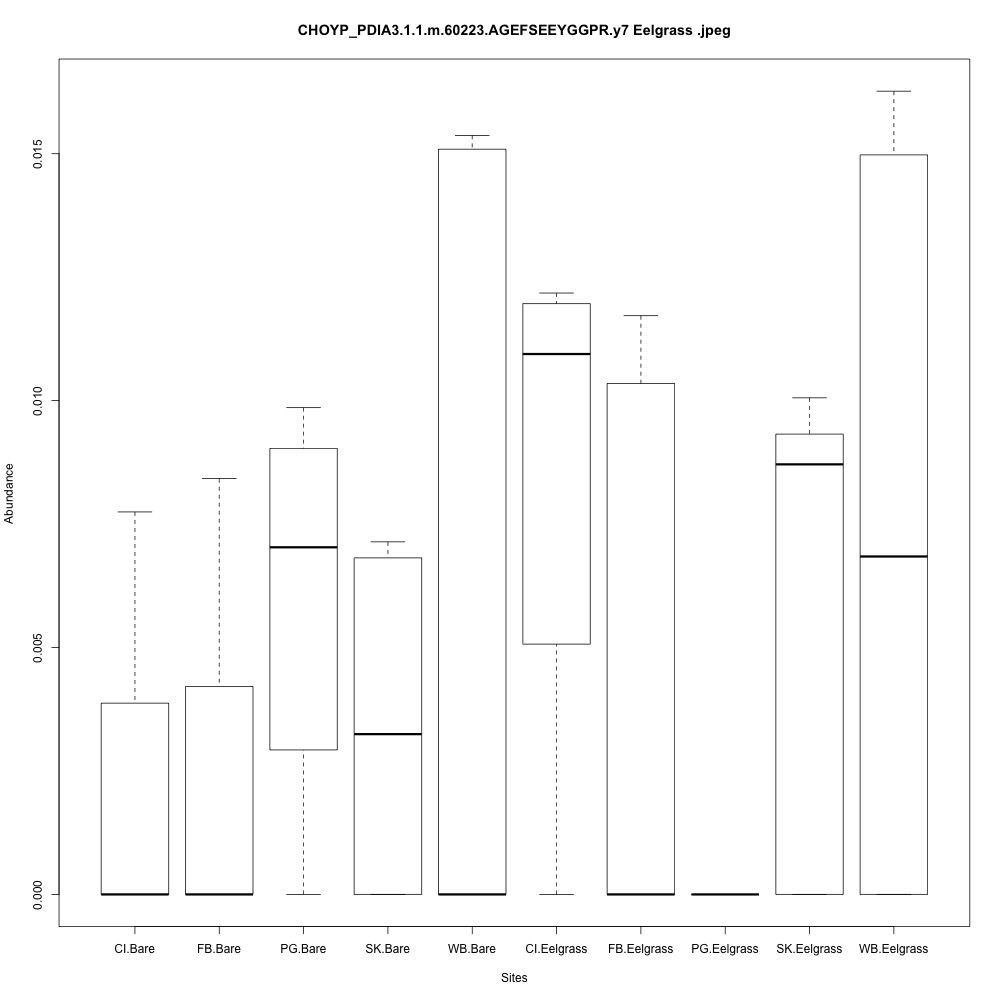 CHOYP_PDIA3.1.1.m.60223.AGEFSEEYGGPR.y7 Eelgrass .jpeg
0.015
0.010
0.005
0.000
Abundance
CI.Bare FB.Bare PG.Bare SK.Bare WB.Bare CI.Eelgrass FB.Eelgrass PG.Eelgrass SK.Eelgrass WB.Eelgrass
Sites